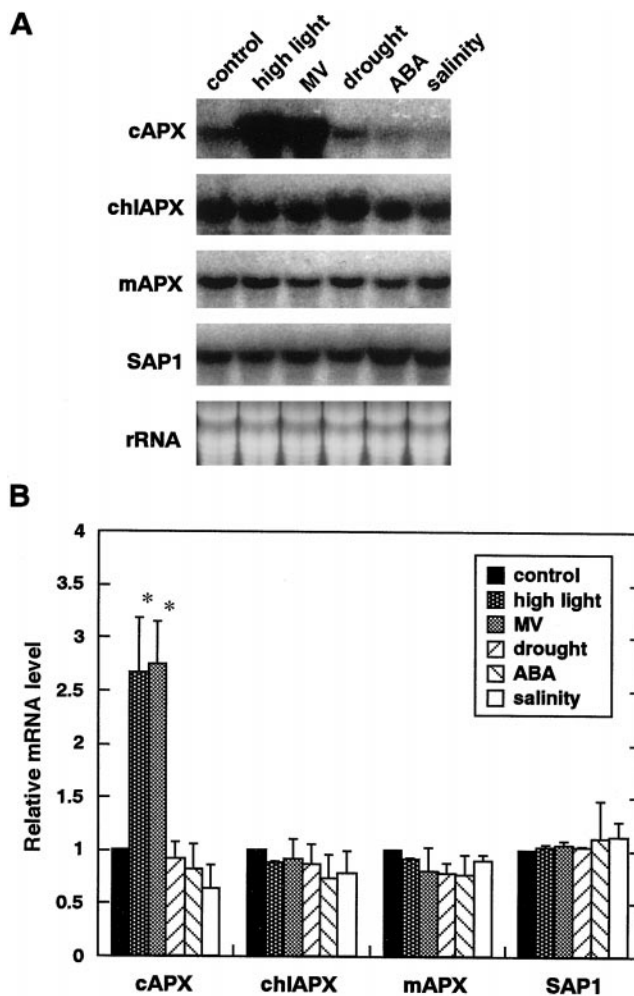 A
control high light MV drought ABA salinity
cAPX
chlAPX
mAPX
SAP1
rRNA
B
Relative mRNA level
4
3.5
3
2.5
2
1.5
1
0.5
0
* *
control
high light
MV
drought
ABA
salinity
cAPX chlAPX mAPX SAP1